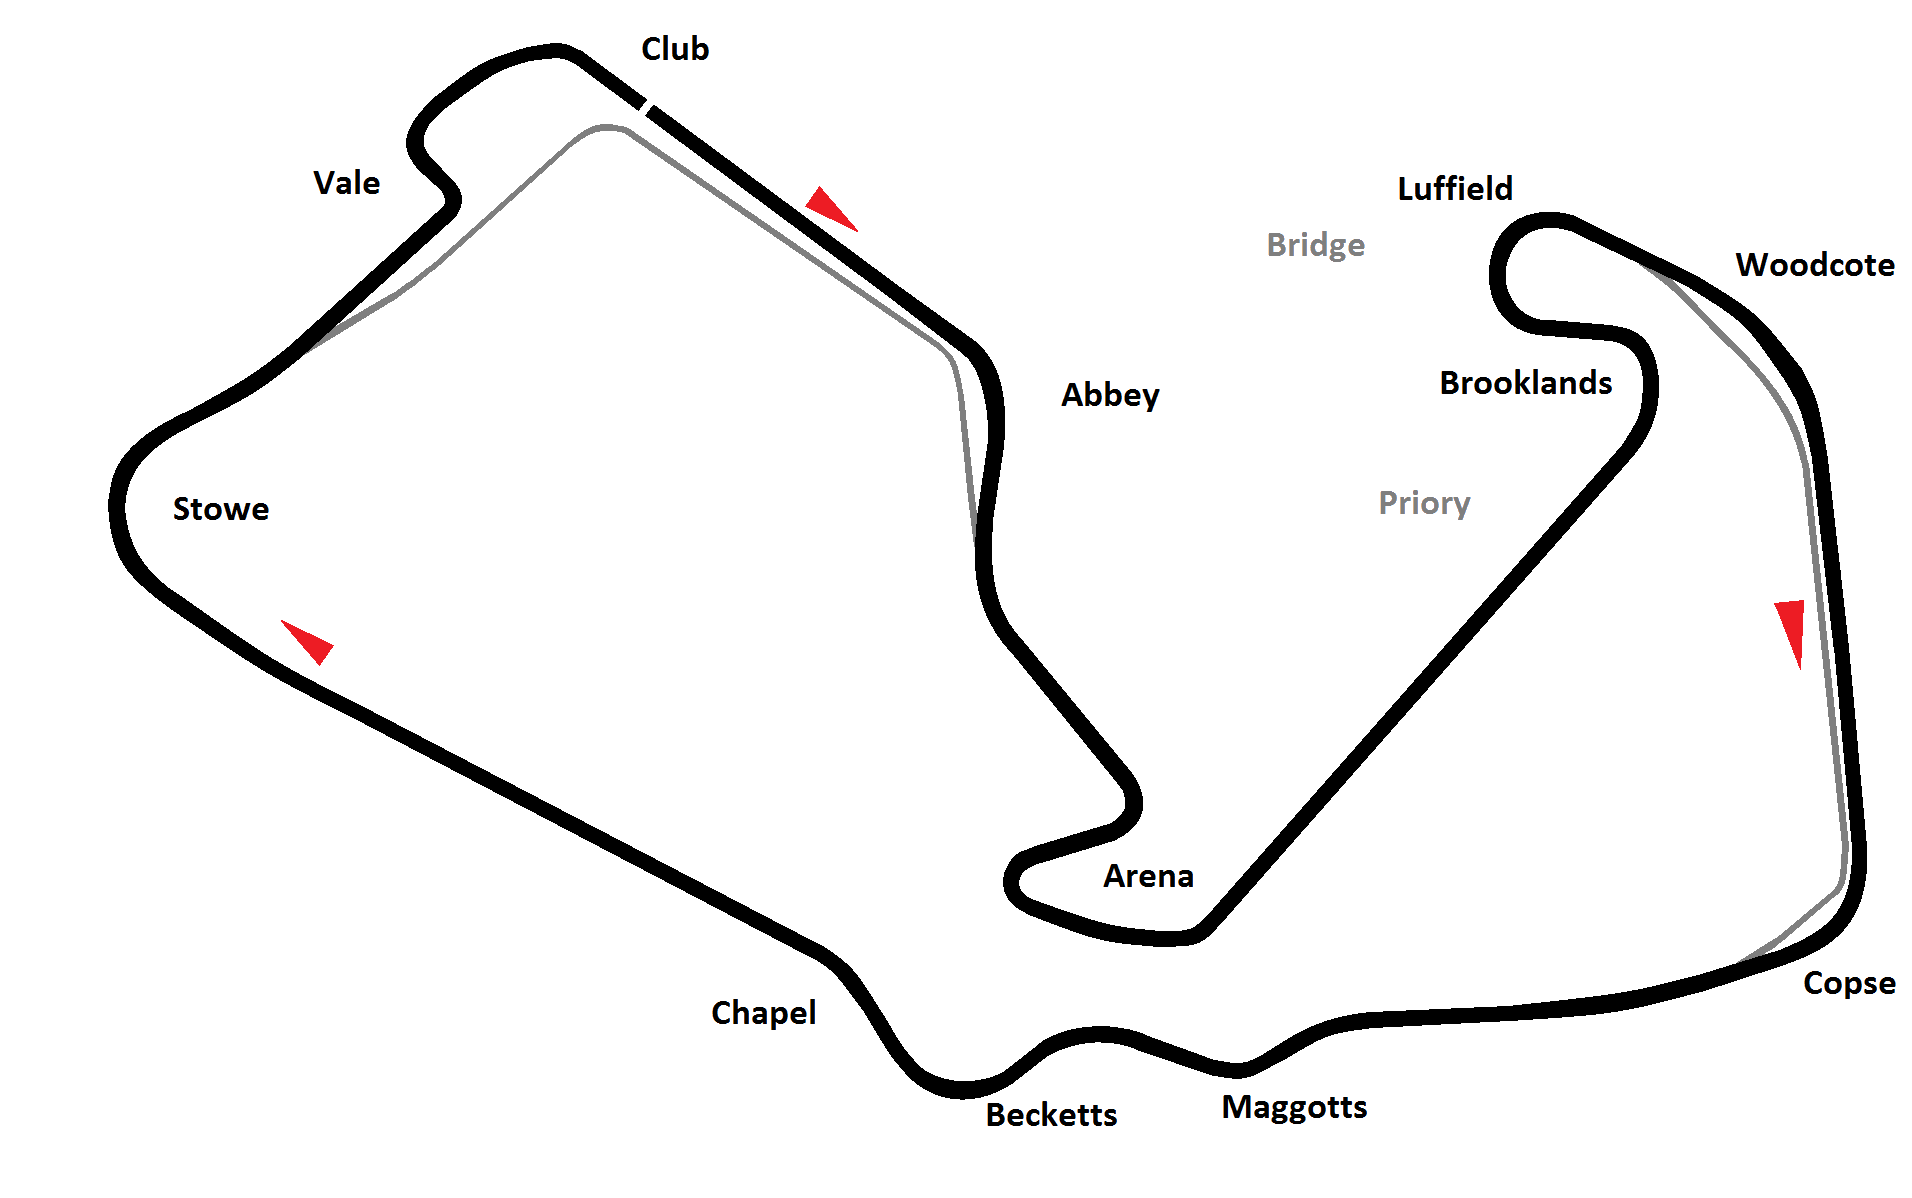 Club
Vale
Luffield
Bridge
Woodcote
Brooklands
Abbey
Priory
Stowe
Arena
Copse
Chapel
Becketts
Maggotts